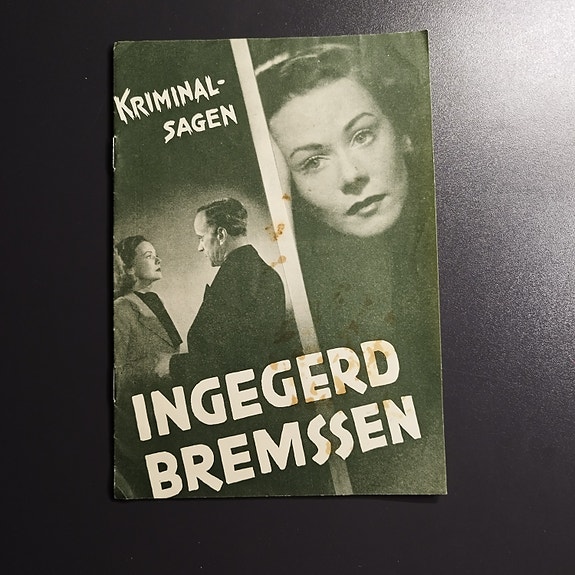 KRIMINAL-
SAGEN
INGEGERD
BREMSSEN